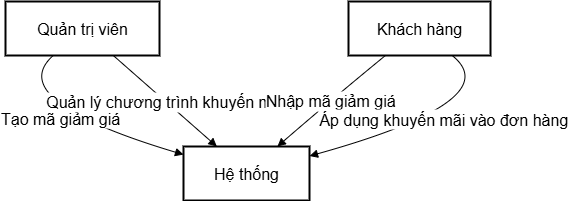 Quản trị viên
Khách hàng
Quản lý chương trình khuyến
Nhập mã giảm giá
Tạo mã giảm giá
Áp dụng khuyến mãi vào đơn hàng
Hệ thống